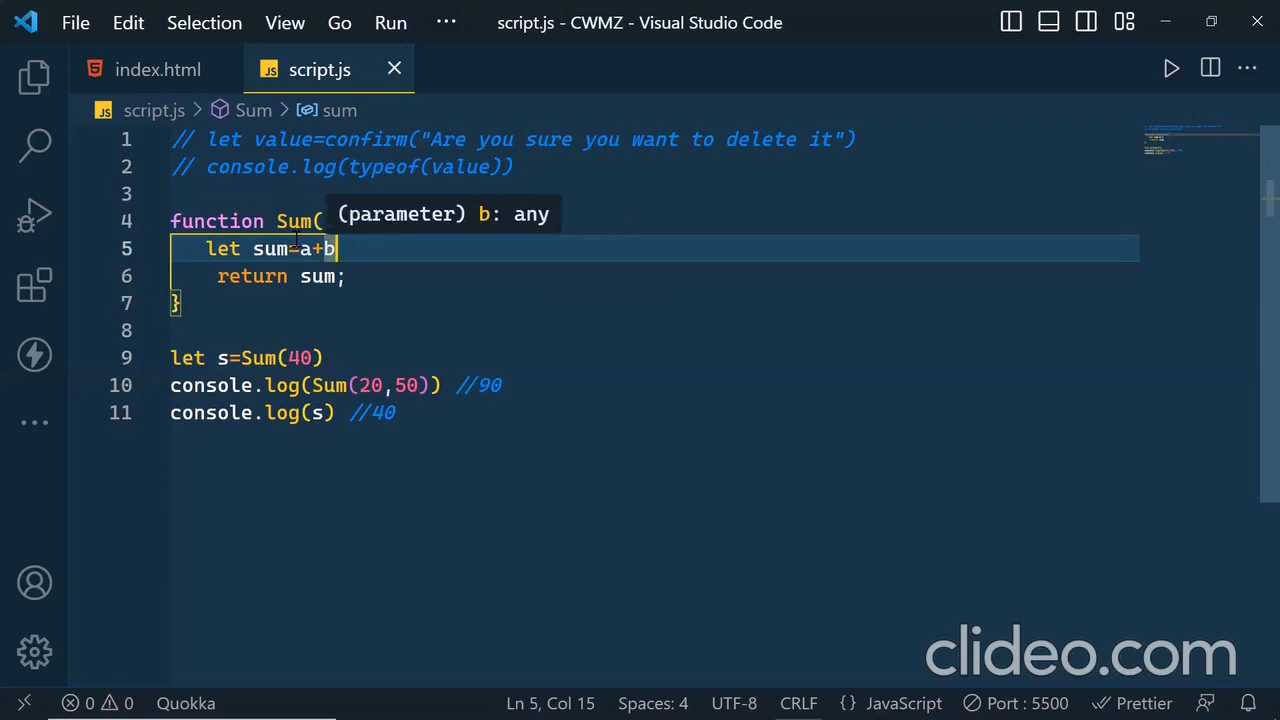 File Edit Selection View Go Run ··· script.js - CWMZ - Visual Studio Code
index.html JS script.js
JS script.js > Sum > sum
1 // let value=confirm("Are you sure you want to delete it")
2 // console.log(typeof(value))
3
4 function Sum(
(parameter) b: any
5 let sum=a+b
6 return sum;
7 }
8
9 let s=Sum(40)
10 console.log(Sum(20,50)) //90
11 console.log(s) //40
clideo.com
0 0 Quokka Ln 5, Col 15 Spaces: 4 UTF-8 CRLF {} JavaScript Port : 5500 Prettier